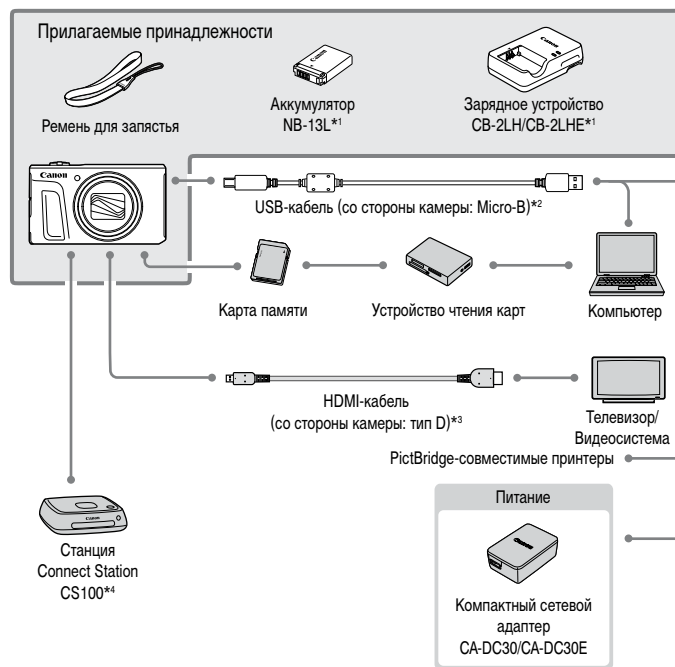 Прилагаемые принадлежности
Ремень для запястья
Аккумулятор
NB-13L*1
Зарядное устройство
CB-2LH/CB-2LHE*1
Canon
USB-кабель (со стороны камеры: Micro-B)*2
Карта памяти
Устройство чтения карт
Компьютер
HDMI-кабель
(со стороны камеры: тип D)*3
Телевизор/
Видеосистема
PictBridge-совместимые принтеры
Станция
Connect Station
CS100*4
Питание
Компактный сетевой
адаптер
CA-DC30/CA-DC30E